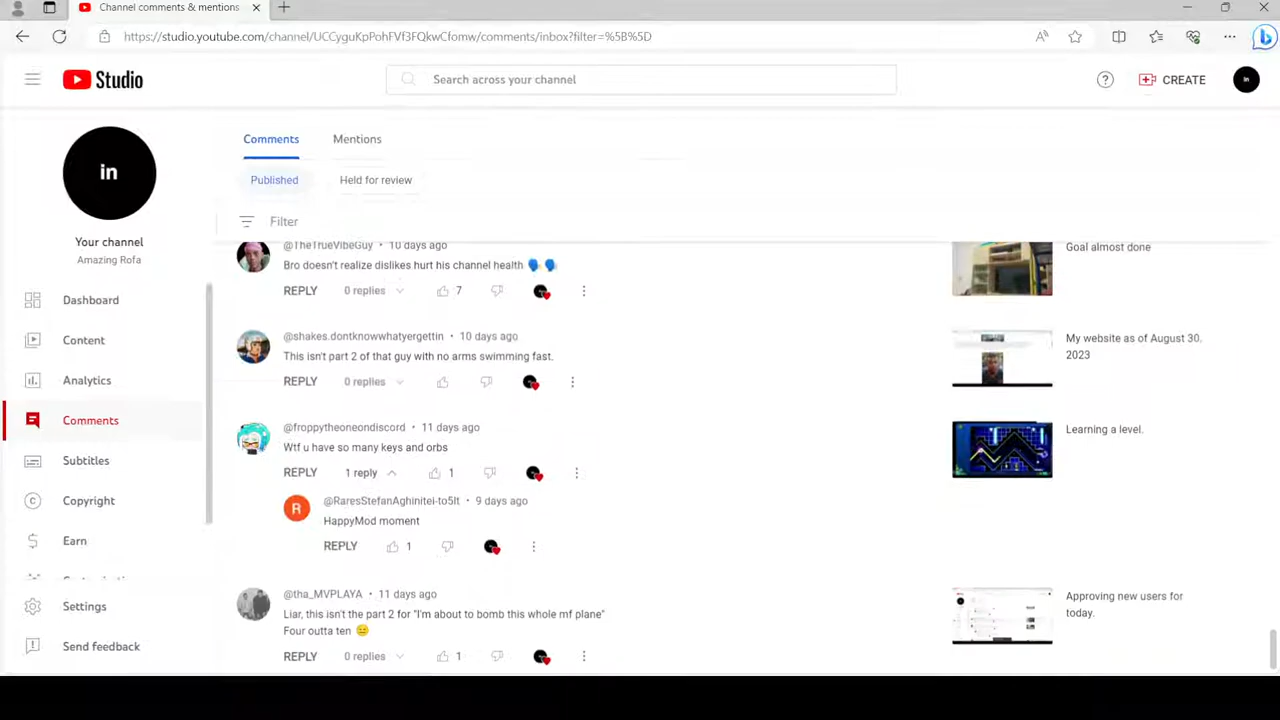 Channel comments & mentions
https://studio.youtube.com/channel/UCCyguKpPohFVf3FQkwCfomw/comments/inbox?filter=%5B%5D
Studio
Search across your channel
CREATE
in
in
Your channel
Amazing Rofa
Dashboard
Content
Analytics
Comments
Subtitles
Copyright
Earn
Settings
Send feedback
Comments Mentions
Published Held for review
Filter
@TheTrueVibeGuy • 10 days ago
Bro doesn't realize dislikes hurt his channel health 🗣️ 🗣️
REPLY 0 replies 7
Goal almost done
@shakes.dontknowwhatyergettin • 10 days ago
This isn't part 2 of that guy with no arms swimming fast.
REPLY 0 replies
My website as of August 30.
2023
@froppytheoneondiscord • 11 days ago
Wtf u have so many keys and orbs
REPLY 1 reply 1
Learning a level.
R
@RaresStefanAghinitei-to5lt • 9 days ago
HappyMod moment
REPLY 1
@tha_MVPLAYA • 11 days ago
Liar, this isn't the part 2 for "I'm about to bomb this whole mf plane"
Four outta ten 😑
REPLY 0 replies 1
Approving new users for
today.